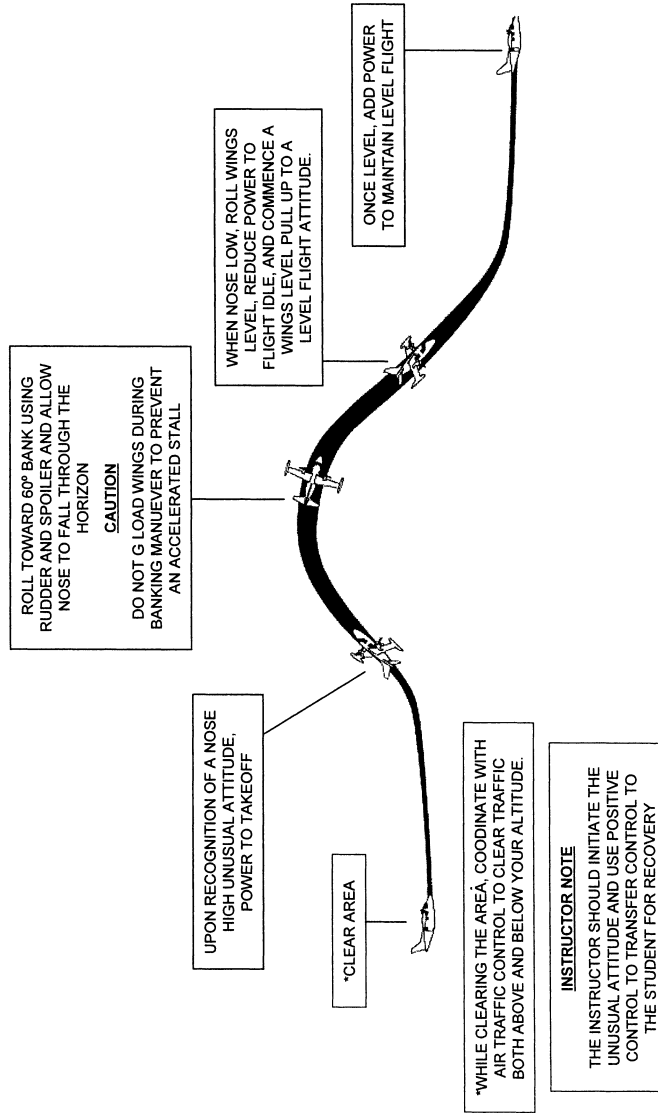 ROLL TOWARD 60º BANK USING
RUDDER AND SPOILER AND ALLOW
NOSE TO FALL THROUGH THE
HORIZON
CAUTION
DO NOT G LOAD WINGS DURING
BANKING MANUEVER TO PREVENT
AN ACCELERATED STALL
UPON RECOGNITION OF A NOSE
HIGH UNUSUAL ATTITUDE,
POWER TO TAKEOFF
WHEN NOSE LOW, ROLL WINGS
LEVEL, REDUCE POWER TO
FLIGHT IDLE, AND COMMENCE A
WINGS LEVEL PULL UP TO A
LEVEL FLIGHT ATTITUDE.
*CLEAR AREA
ONCE LEVEL, ADD POWER
TO MAINTAIN LEVEL FLIGHT
*WHILE CLEARING THE AREA, COODINATE WITH
AIR TRAFFIC CONTROL TO CLEAR TRAFFIC
BOTH ABOVE AND BELOW YOUR ALTITUDE.
INSTRUCTOR NOTE
THE INSTRUCTOR SHOULD INITIATE THE
UNUSUAL ATTITUDE AND USE POSITIVE
CONTROL TO TRANSFER CONTROL TO
THE STUDENT FOR RECOVERY